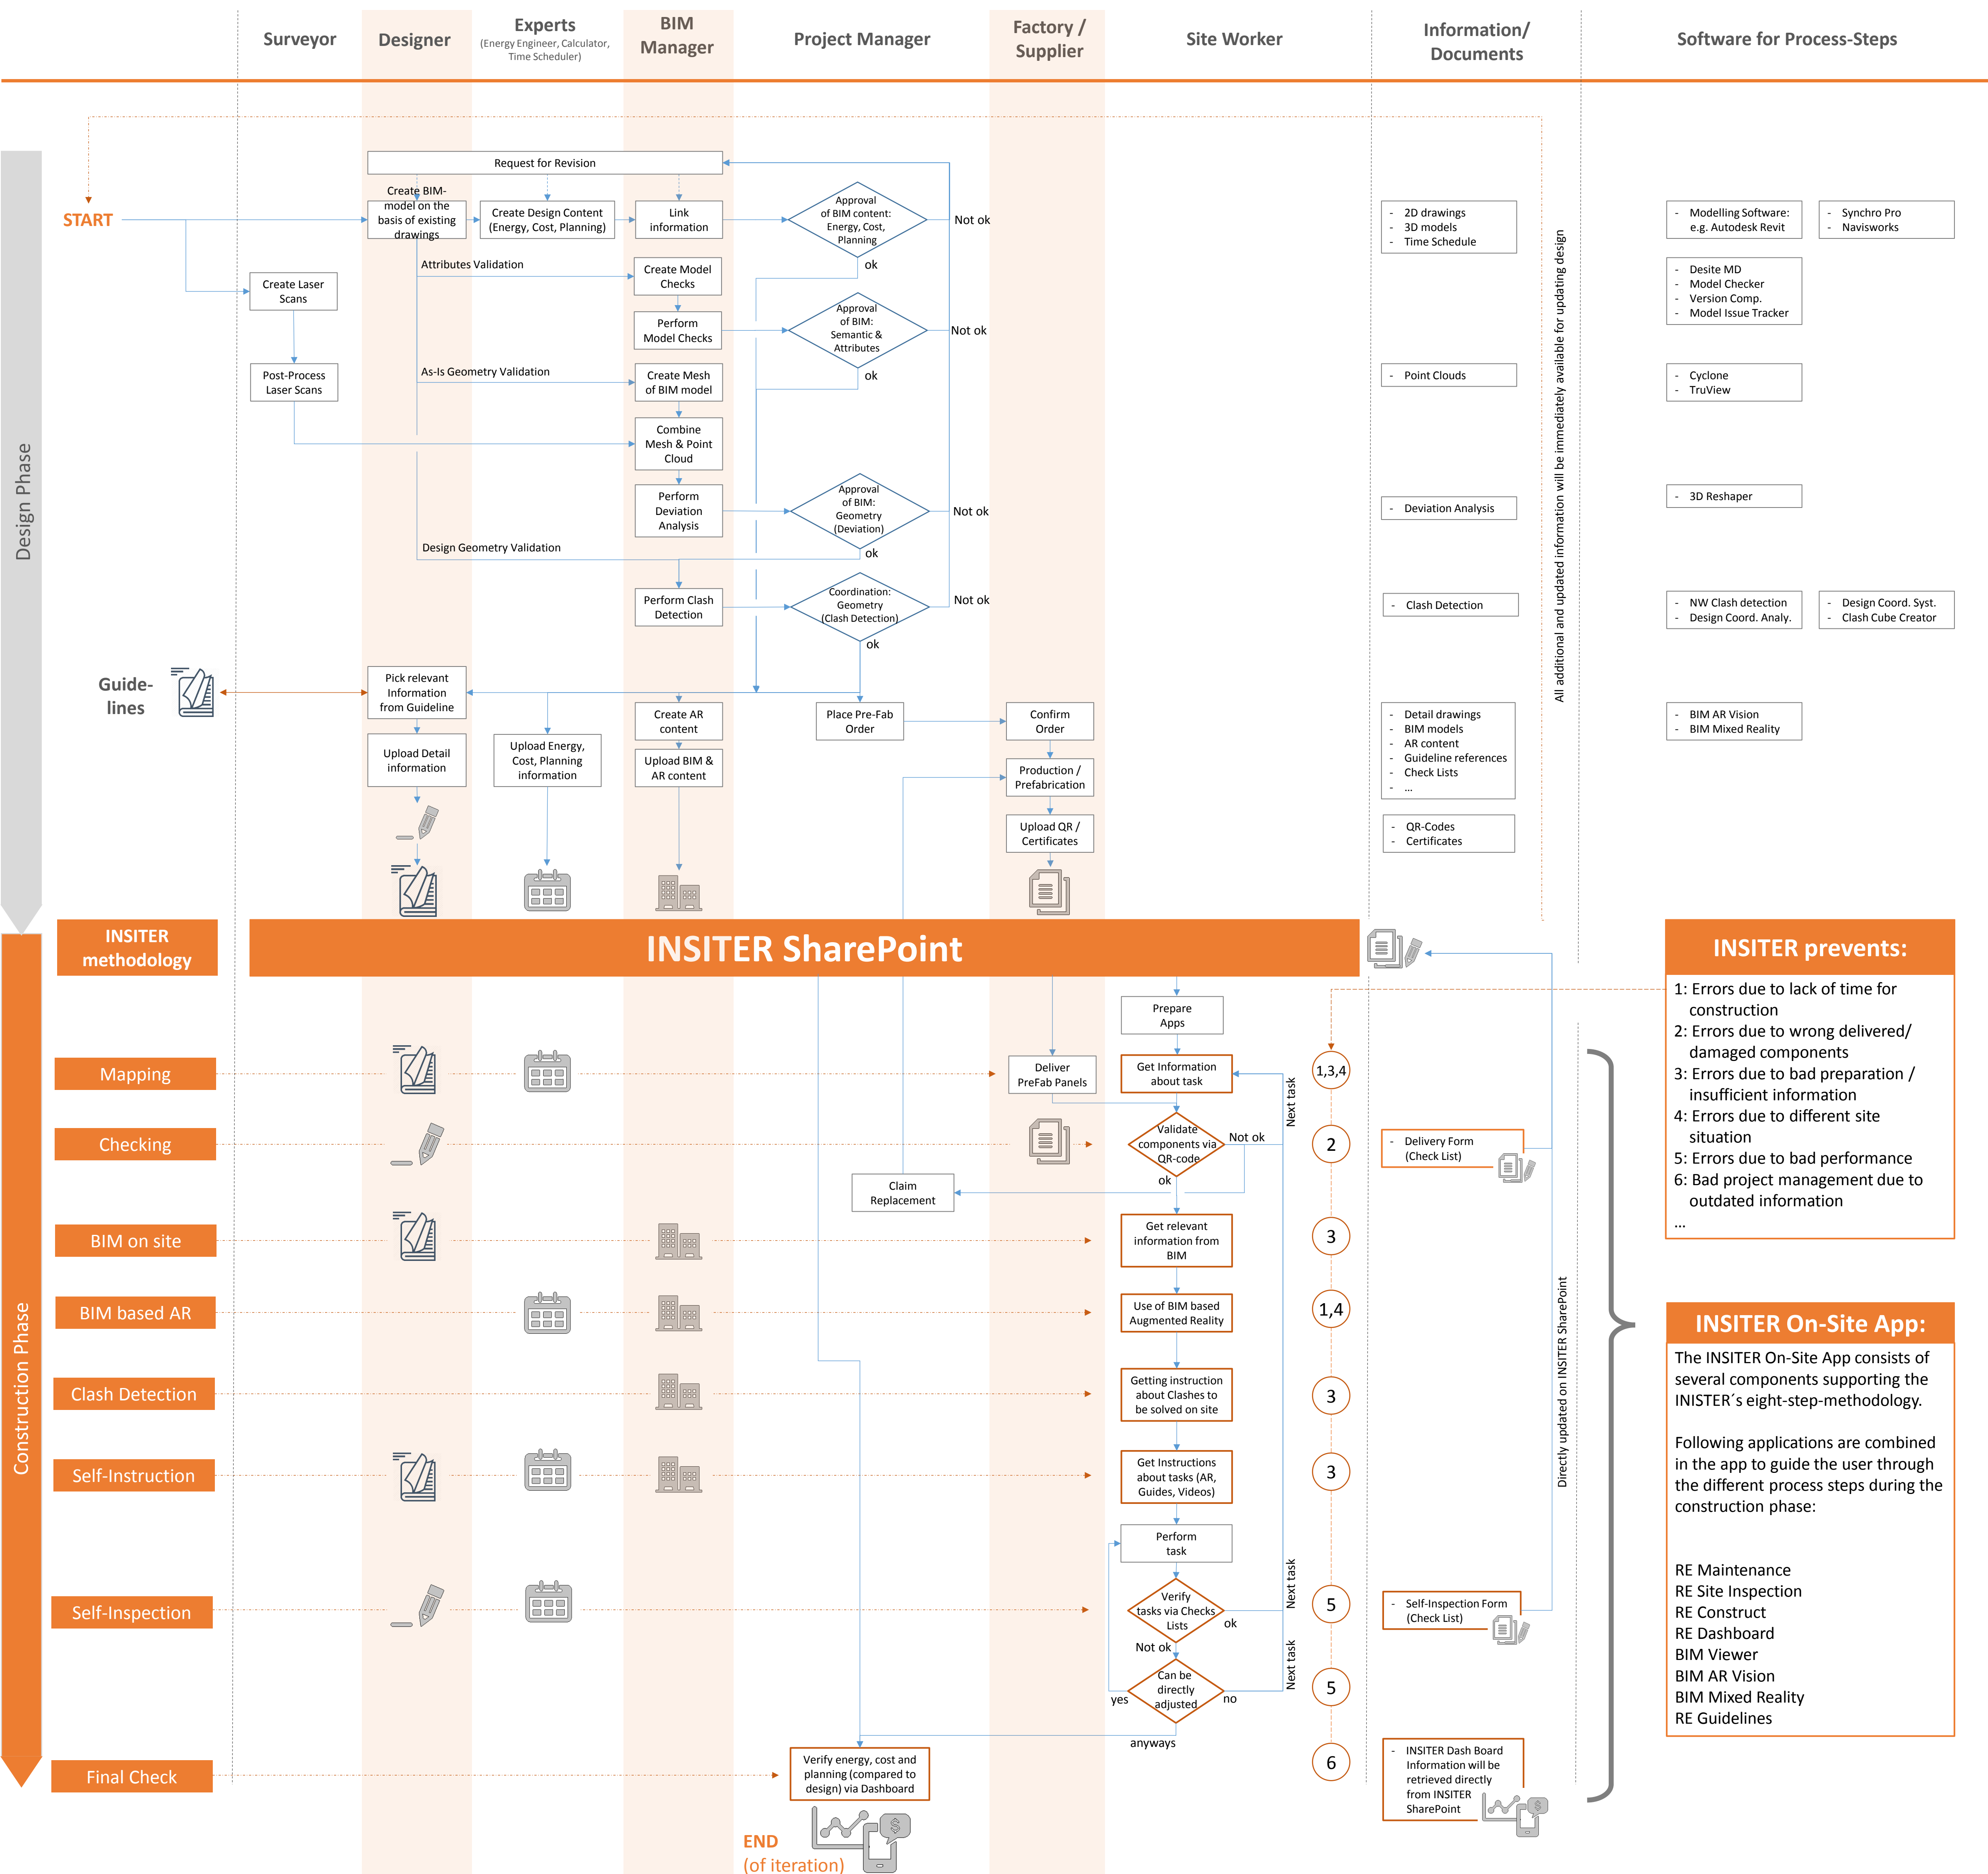 Surveyor
Designer
Experts
(Energy Engineer, Calculator,
Time Scheduler)
BIM
Manager
Project Manager
Factory /
Supplier
Site Worker
Information/
Documents
Software for Process-Steps
Design Phase
START
Request for Revision
Create BIM-
model on the
basis of existing
drawings
Create Design Content
(Energy, Cost, Planning)
Link
information
Approval
of BIM content:
Energy, Cost,
Planning
Not ok
ok
- 2D drawings
- 3D models
- Time Schedule
- Modelling Software:
e.g. Autodesk Revit
- Synchro Pro
- Navisworks
Attributes Validation
Create Laser
Scans
Create Model
Checks
Perform
Model Checks
Approval
of BIM:
Semantic &
Attributes
Not ok
ok
- Desite MD
- Model Checker
- Version Comp.
- Model Issue Tracker
Post-Process
Laser Scans
As-Is Geometry Validation
Create Mesh
of BIM model
- Point Clouds
- Cyclone
- TruView
Combine
Mesh & Point
Cloud
Perform
Deviation
Analysis
Approval
of BIM:
Geometry
(Deviation)
Not ok
ok
- Deviation Analysis
- 3D Reshaper
Design Geometry Validation
Perform Clash
Detection
Coordination:
Geometry
(Clash Detection)
Not ok
ok
- Clash Detection
- NW Clash detection
- Design Coord. Analy.
- Design Coord. Syst.
- Clash Cube Creator
All additional and updated information will be immediately available for updating design
Guide-
lines
Pick relevant
Information
from Guideline
Upload Detail
information
Upload Energy,
Cost, Planning
information
Create AR
content
Upload BIM &
AR content
Place Pre-Fab
Order
Confirm
Order
Production /
Prefabrication
Upload QR /
Certificates
- Detail drawings
- BIM models
- AR content
- Guideline references
- Check Lists
- ...
- QR-Codes
- Certificates
- BIM AR Vision
- BIM Mixed Reality
Construction Phase
INSITER
methodology
INSITER SharePoint
INSITER prevents:
1: Errors due to lack of time for
construction
2: Errors due to wrong delivered/
damaged components
3: Errors due to bad preparation /
insufficient information
4: Errors due to different site
situation
5: Errors due to bad performance
6: Bad project management due to
outdated information
...
Prepare
Apps
Mapping
Deliver
PreFab Panels
Get Information
about task
1,3,4
Next task
Checking
Validate
components via
QR-code
Not ok
ok
2
- Delivery Form
(Check List)
Claim
Replacement
BIM on site
Get relevant
information from
BIM
3
BIM based AR
Use of BIM based
Augmented Reality
1,4
Directly updated on INSITER SharePoint
Clash Detection
Getting instruction
about Clashes to
be solved on site
3
Self-Instruction
Get Instructions
about tasks (AR,
Guides, Videos)
3
Perform
task
Next task
Self-Inspection
Verify
tasks via Checks
Lists
ok
Not ok
5
- Self-Inspection Form
(Check List)
Can be
directly
adjusted
yes
no
Next task
5
anyways
Final Check
Verify energy, cost and
planning (compared to
design) via Dashboard
6
- INSITER Dash Board
Information will be
retrieved directly
from INSITER
SharePoint
$
$
END
(of iteration)
INSITER On-Site App:
The INSITER On-Site App consists of
several components supporting the
INISTER´s eight-step-methodology.
Following applications are combined
in the app to guide the user through
the different process steps during the
construction phase:
RE Maintenance
RE Site Inspection
RE Construct
RE Dashboard
BIM Viewer
BIM AR Vision
BIM Mixed Reality
RE Guidelines